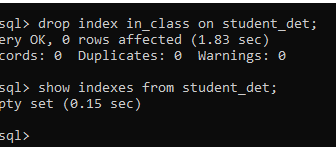 sql> drop index in_class on student_det;
ery OK, 0 rows affected (1.83 sec)
cords: 0  Duplicates: 0  Warnings: 0
sql> show indexes from student_det;
pty set (0.15 sec)
sql>